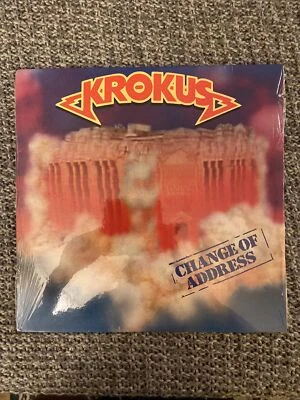 KROKUS
CHANGE OF
ADDRESS